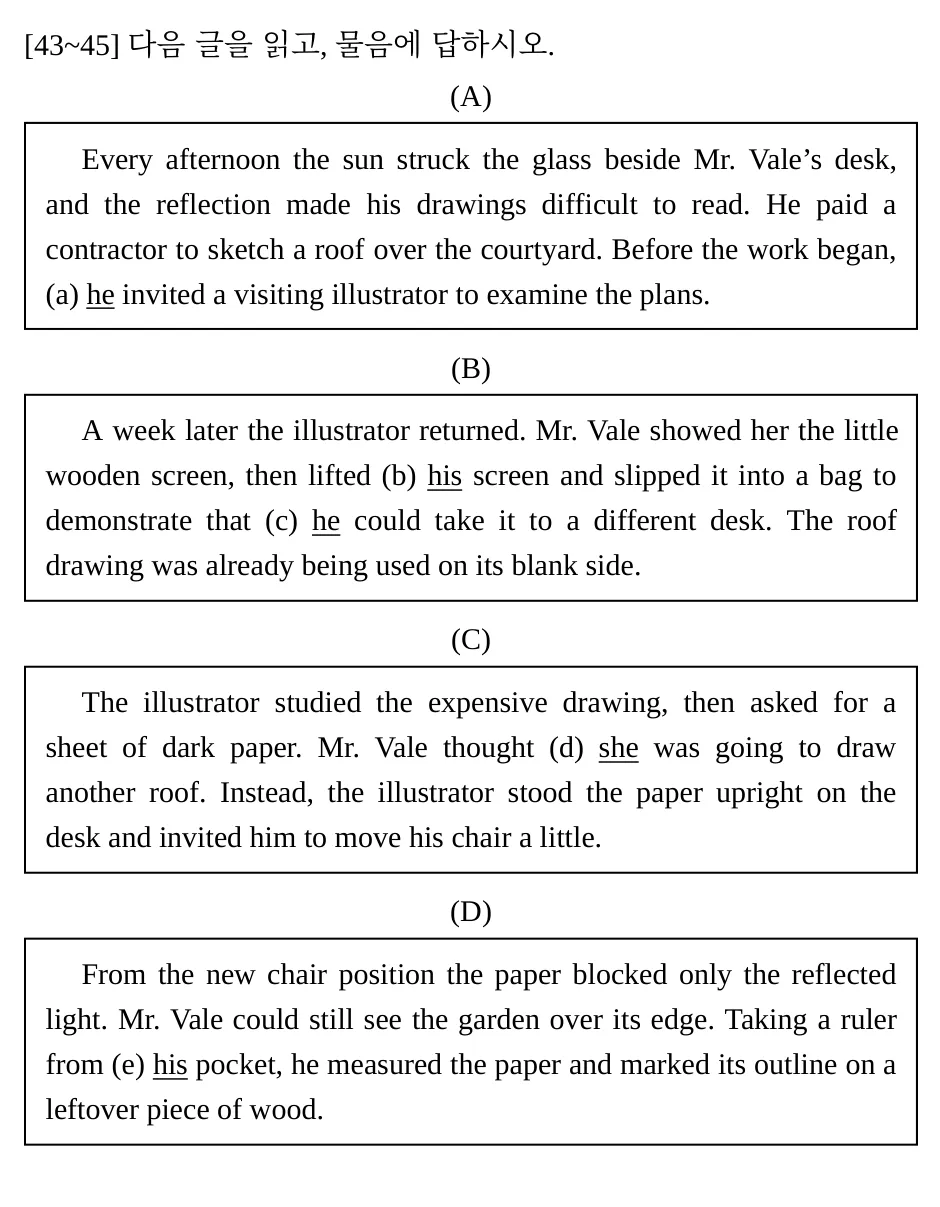 [43~45] 다음 글을 읽고, 물음에 답하시오.
(A)
Every afternoon the sun struck the glass beside Mr. Vale’s desk,
and the reflection made his drawings difficult to read. He paid a
contractor to sketch a roof over the courtyard. Before the work began,
(a) he invited a visiting illustrator to examine the plans.
(B)
A week later the illustrator returned. Mr. Vale showed her the little
wooden screen, then lifted (b) his screen and slipped it into a bag to
demonstrate that (c) he could take it to a different desk. The roof
drawing was already being used on its blank side.
(C)
The illustrator studied the expensive drawing, then asked for a
sheet of dark paper. Mr. Vale thought (d) she was going to draw
another roof. Instead, the illustrator stood the paper upright on the
desk and invited him to move his chair a little.
(D)
From the new chair position the paper blocked only the reflected
light. Mr. Vale could still see the garden over its edge. Taking a ruler
from (e) his pocket, he measured the paper and marked its outline on a
leftover piece of wood.